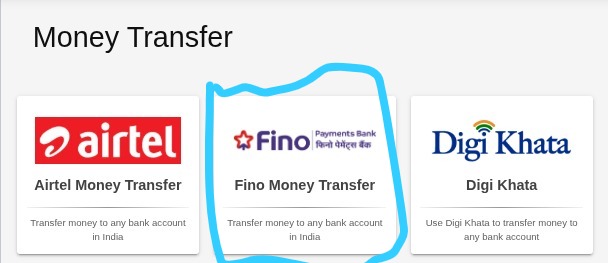 Money Transfer
airtel
Airtel Money Transfer
Transfer money to any bank account
in India
Fino Payments Bank
फिनो पेमेंट्स बैंक
Fino Money Transfer
Transfer money to any bank account
in India
Digi Khata
Digi Khata
Use Digi Khata to transfer money to
any bank account